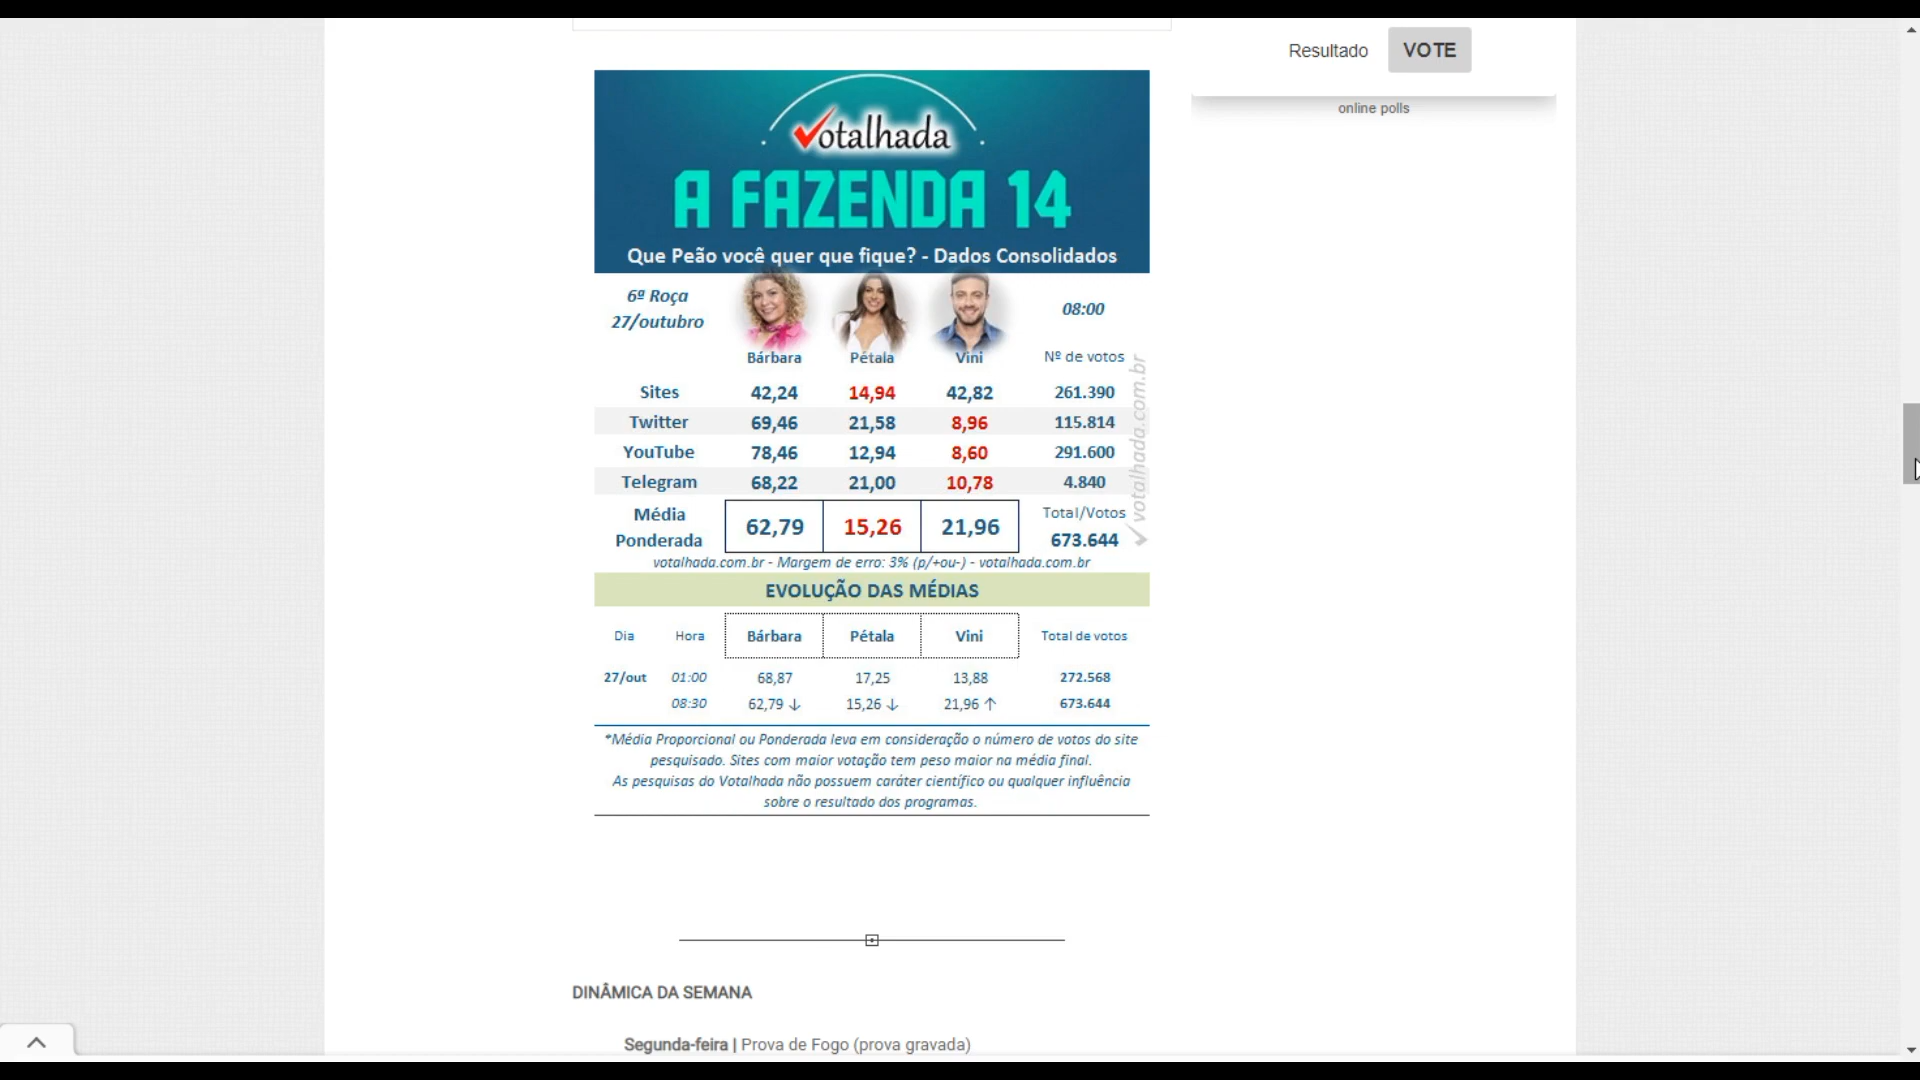 Resultado VOTE
online polls
Votalhada
A FAZENDA 14
Que Peão você quer que fique? - Dados Consolidados
6ª Roça
27/outubro
08:00
Bárbara Pétala Vini Nº de votos
Sites 42,24 14,94 42,82 261.390
Twitter 69,46 21,58 8,96 115.814
YouTube 78,46 12,94 8,60 291.600
Telegram 68,22 21,00 10,78 4.840
Média
Ponderada 62,79 15,26 21,96
Total/Votos
673.644
votalhada.com.br
votalhada.com.br - Margem de erro: 3% (p/+ou-) - votalhada.com.br
EVOLUÇÃO DAS MÉDIAS
Dia Hora Bárbara Pétala Vini Total de votos
27/out 01:00 68,87 17,25 13,88 272.568
08:30 62,79 ↓ 15,26 ↓ 21,96 ↑ 673.644
*Média Proporcional ou Ponderada leva em consideração o número de votos do site
pesquisado. Sites com maior votação tem peso maior na média final.
As pesquisas do Votalhada não possuem caráter científico ou qualquer influência
sobre o resultado dos programas.
DINÂMICA DA SEMANA
Segunda-feira | Prova de Fogo (prova gravada)